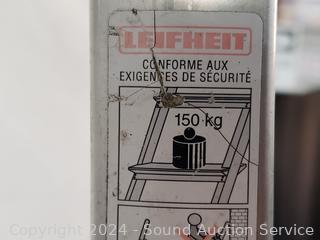 LEIFHEIT
CONFORME AUX
EXIGENCES DE SÉCURITÉ
150 kg
Copyright 2024 - Sound Auction Service